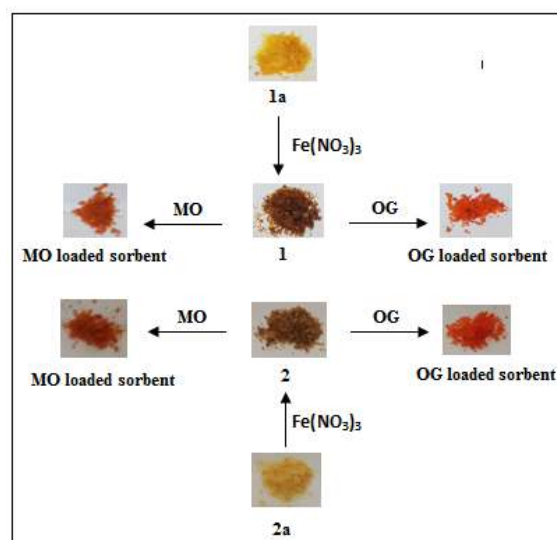 1a
Fe(NO₃)₃
MO
OG
MO loaded sorbent
1
OG loaded sorbent
MO
OG
MO loaded sorbent
2
OG loaded sorbent
Fe(NO₃)₃
2a